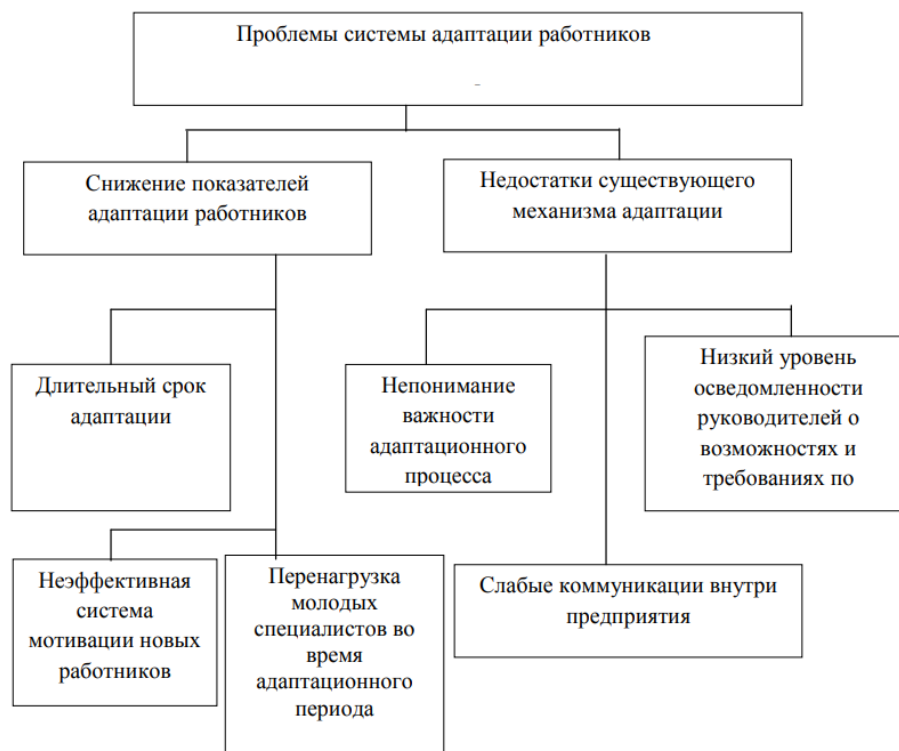 Проблемы системы адаптации работников
Снижение показателей
адаптации работников
Недостатки существующего
механизма адаптации
Длительный срок
адаптации
Непонимание
важности
адаптационного
процесса
Низкий уровень
осведомленности
руководителей о
возможностях и
требованиях по
Неэффективная
система
мотивации новых
работников
Перенагрузка
молодых
специалистов во
время
адаптационного
периода
Слабые коммуникации внутри
предприятия